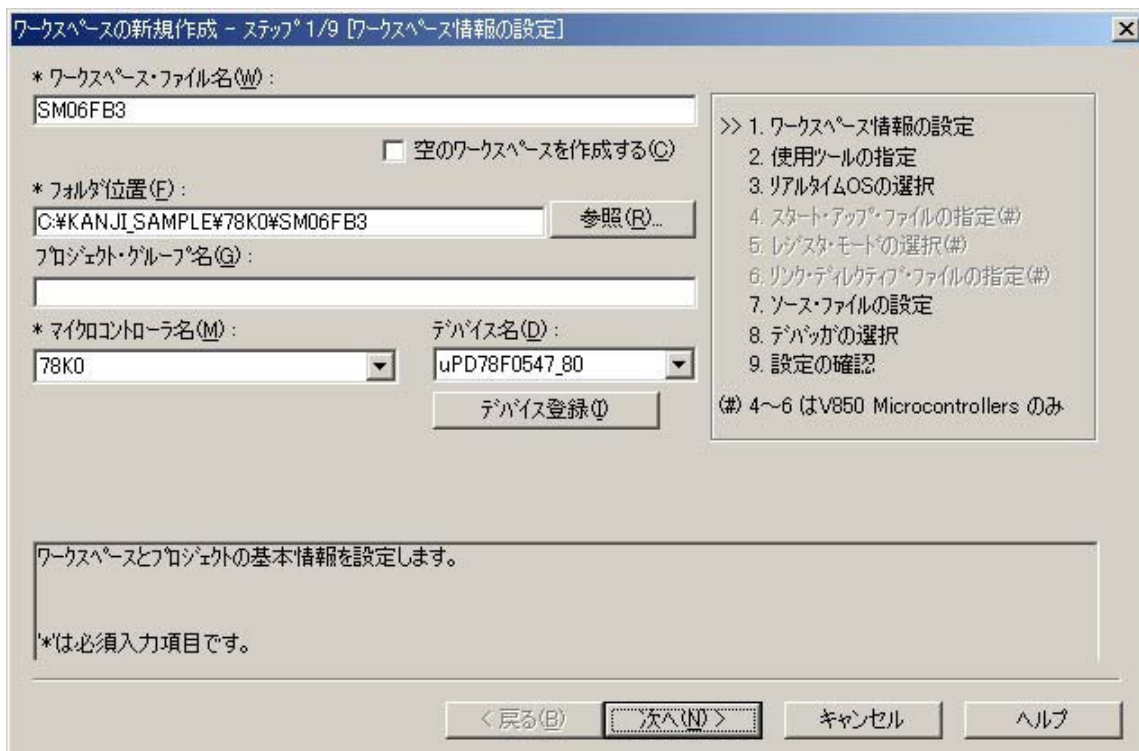 ワークスペースの新規作成 - ステップ 1/9 [ワークスペース情報の設定]
* ワークスペース・ファイル名(W) :
SM06FB3
空のワークスペースを作成する(C)
* フォルダ位置(F) :
C:¥KANJI_SAMPLE¥78K0¥SM06FB3
参照(R)...
プロジェクト・グループ名(G) :
* マイクロコントローラ名(M) :
デバイス名(D) :
78K0
uPD78F0547_80
デバイス登録(I)
>> 1. ワークスペース情報の設定
2. 使用ツールの指定
3. リアルタイムOSの選択
4. スタート・アップ・ファイルの指定(#)
5. レジスタ・モードの選択(#)
6. リンク・ディレクティブ・ファイルの指定(#)
7. ソース・ファイルの設定
8. デバッガの選択
9. 設定の確認
(#) 4～6 はV850 Microcontrollers のみ
ワークスペースとプロジェクトの基本情報を設定します。
'*'は必須入力項目です。
< 戻る(B)
次へ(N) >
キャンセル
ヘルプ